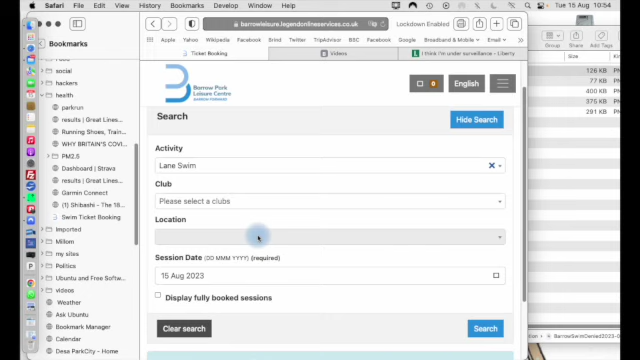 Safari File Edit View History Bookmarks Develop Window Help
Tue 15 Aug 10:54
Bookmarks
social
hackers
health
parkrun
results | Great Lines...
Running Shoes, Train...
WHY BRITAIN'S COVI...
PM2.5
Dashboard | Strava
results | Great Lines...
Garmin Connect
(1) Shibashi - The 18...
Swim Ticket Booking
Imported
Millom
my sites
Politics
Ubuntu and Free Softw...
videos
Weather
Ask Ubuntu
Bookmark Manager
Calendar
Desa ParkCity - Home
barrowleisure.legendonlineservices.co.uk
Lockdown Enabled
Apple Yahoo Wikipedia Facebook Brind Twitter TripAdvisor BBC Facebook Google Broadband & Mobile Email
Ticket Booking
Videos
I think I'm under surveillance - Liberty
Barrow Park
Leisure Centre
0
English
Search
Hide Search
Activity
Lane Swim
Club
Please select a clubs
Location
Session Date (DD MMM YYYY) (required)
15 Aug 2023
Display fully booked sessions
Clear search
Search
Group Share Add Tags
Size
126 KB
77 KB
400 KB
375 KB
291 KB
BarrowSwimDenied2023-0